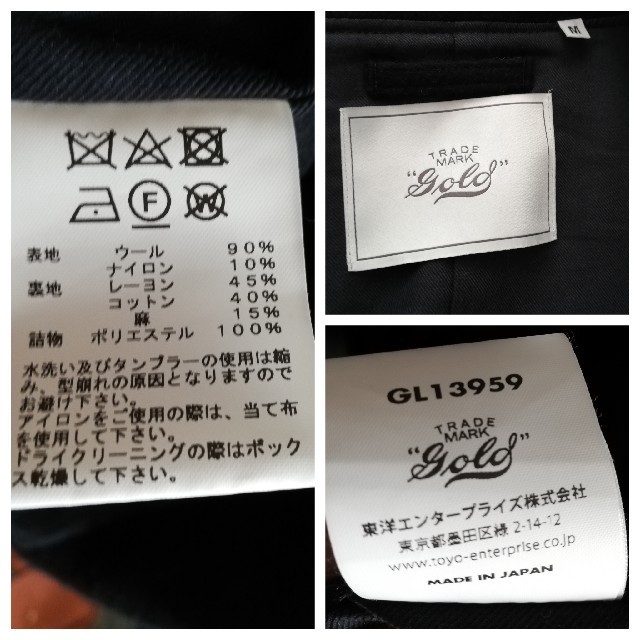 F W
表地 ウール 90%
ナイロン 10%
裏地 レーヨン 45%
コットン 40%
麻 15%
詰物 ポリエステル 100%
水洗い及びタンブラーの使用は縮
み、型崩れの原因となりますので
お避け下さい。
アイロンをご使用の際は、当て布
を使用して下さい。
ドライクリーニングの際はボック
ス乾燥して下さい。
M
TRADE
MARK
"Gold"
GL13959
TRADE
MARK
"Gold"
東洋エンタープライズ株式会社
東京都墨田区緑 2-14-12
www.toyo-enterprise.co.jp
MADE IN JAPAN